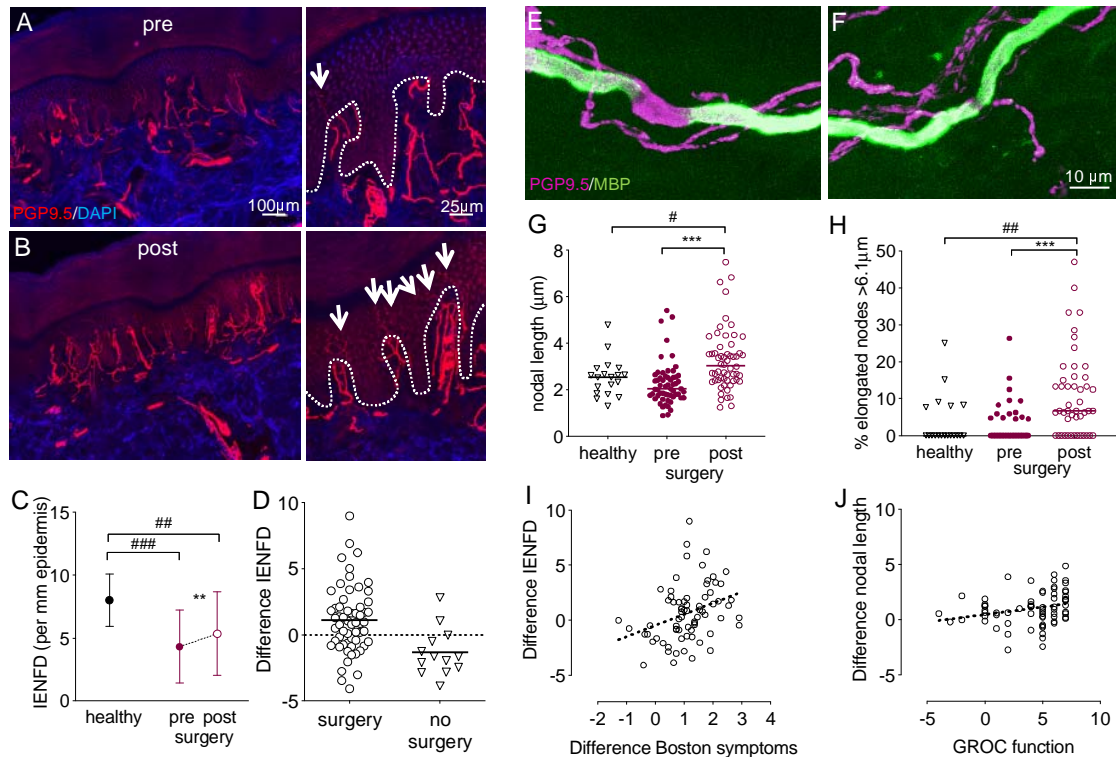 A
pre
PGP9.5/DAPI
100µm
25µm
B
post
C
IENFD (per mm epidermis)
15
10
5
0
##
###
**
healthy
pre post
surgery
D
Difference IENFD
10
5
0
-5
surgery
no
surgery
E
PGP9.5/MBP
F
10 µm
G
nodal length (µm)
8
6
4
2
0
#
***
healthy
pre
post
surgery
H
% elongated nodes >6.1µm
50
40
30
20
10
0
##
***
healthy
pre
post
surgery
I
Difference IENFD
10
5
0
-5
-2 -1 0 1 2 3 4
Difference Boston symptoms
J
Difference nodal length
10
5
0
-5
-5 0 5 10
GROC function